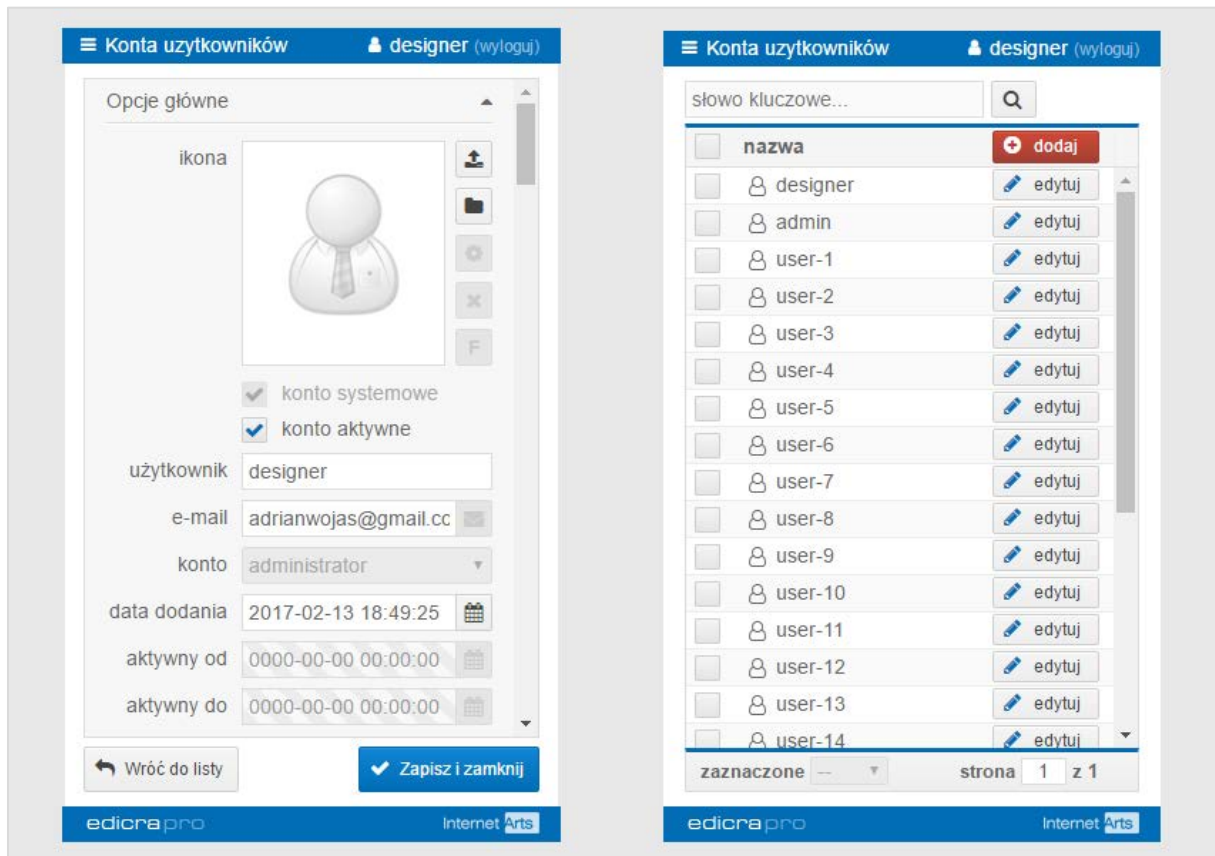 Konta uzytkowników designer (wyloguj)
Opcje główne
ikona
F
konto systemowe
konto aktywne
użytkownik designer
e-mail adrianwojas@gmail.cc
konto administrator
data dodania 2017-02-13 18:49:25
aktywny od 0000-00-00 00:00:00
aktywny do 0000-00-00 00:00:00
Wróć do listy Zapisz i zamknij
edicrapro Internet Arts
Konta uzytkowników designer (wyloguj)
słowo kluczowe...
nazwa dodaj
designer edytuj
admin edytuj
user-1 edytuj
user-2 edytuj
user-3 edytuj
user-4 edytuj
user-5 edytuj
user-6 edytuj
user-7 edytuj
user-8 edytuj
user-9 edytuj
user-10 edytuj
user-11 edytuj
user-12 edytuj
user-13 edytuj
user-14 edytuj
zaznaczone -- strona 1 z 1
edicrapro Internet Arts